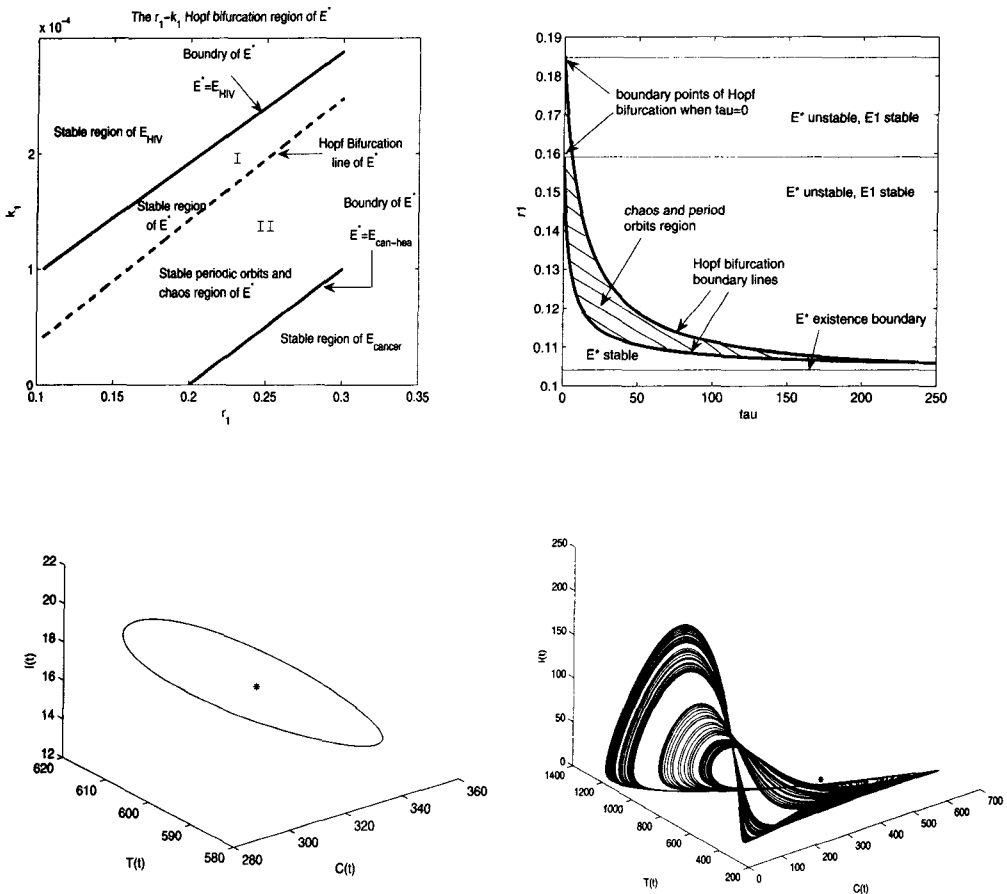 The r1-k1 Hopf bifurcation region of E*
x 10^-4
Boundry of E*
E*=E_HIV
Stable region of E_HIV
I
Hopf Bifurcation
line of E*
Stable region
of E*
Boundry of E*
E*=E_can-hea
II
Stable periodic orbits and
chaos region of E*
Stable region of E_cancer
k1
2
1
0
0.1
0.15
0.2
0.25
0.3
0.35
r1
0.19
0.18
0.17
0.16
0.15
0.14
0.13
0.12
0.11
0.1
r1
boundary points of Hopf
bifurcation when tau=0
E* unstable, E1 stable
E* unstable, E1 stable
chaos and period
orbits region
Hopf bifurcation
boundary lines
E* existence boundary
E* stable
0
50
100
150
200
250
tau
22
20
18
16
14
12
I(t)
620
610
600
590
580
T(t)
280
300
320
340
360
C(t)
250
200
150
100
50
0
I(t)
1400
1200
1000
800
600
400
200
T(t)
0
100
200
300
400
500
600
700
C(t)